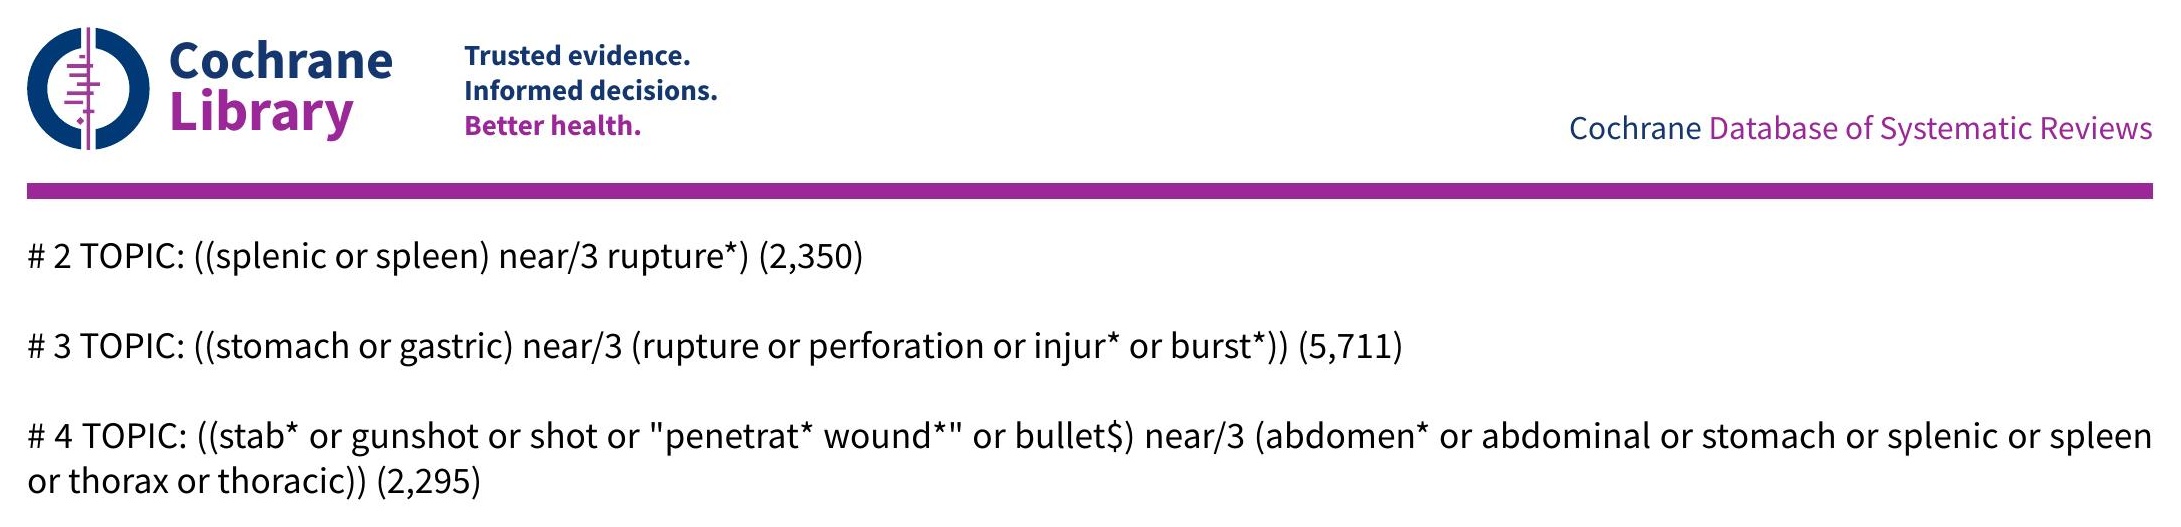 Cochrane
Library
Trusted evidence.
Informed decisions.
Better health.
Cochrane Database of Systematic Reviews
# 2 TOPIC: ((splenic or spleen) near/3 rupture*) (2,350)
# 3 TOPIC: ((stomach or gastric) near/3 (rupture or perforation or injur* or burst*)) (5,711)
# 4 TOPIC: ((stab* or gunshot or shot or "penetrat* wound*" or bullet$) near/3 (abdomen* or abdominal or stomach or splenic or spleen
or thorax or thoracic)) (2,295)